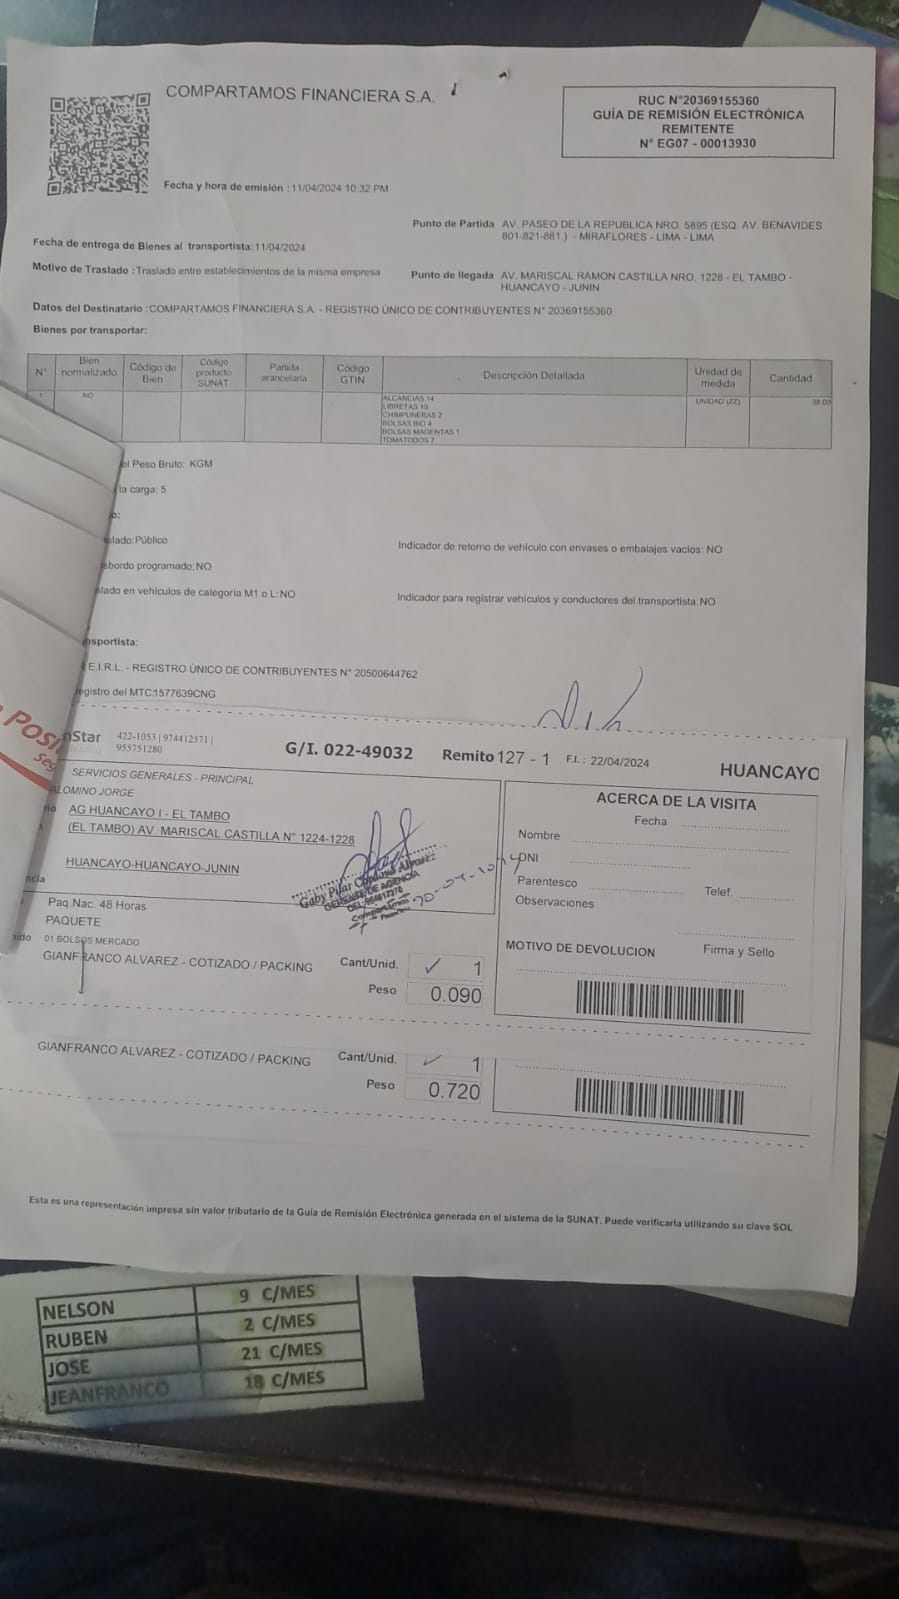 COMPARTAMOS FINANCIERA S.A.
RUC N°20369155360
GUÍA DE REMISIÓN ELECTRÓNICA
REMITENTE
N° EG07 - 00013930
Fecha y hora de emisión : 11/04/2024 10:32 PM
Fecha de entrega de Bienes al transportista: 11/04/2024
Punto de Partida AV. PASEO DE LA REPUBLICA NRO. 5895 (ESQ. AV. BENAVIDES
801-821-881.) - MIRAFLORES - LIMA - LIMA
Motivo de Traslado : Traslado entre establecimientos de la misma empresa
Punto de llegada AV. MARISCAL RAMON CASTILLA NRO. 1228 - EL TAMBO -
HUANCAYO - JUNIN
Datos del Destinatario :COMPARTAMOS FINANCIERA S.A. - REGISTRO ÚNICO DE CONTRIBUYENTES N° 20369155360
Bienes por transportar:
N° Bien normalizado Código de Bien Código producto SUNAT Partida arancelaria Código GTIN Descripción Detallada Unidad de medida Cantidad
1 NO ALCANCIAS 14 UNIDAD (ZZ) 38.00
LIBRETAS 10
CHIMPUNERAS 2
BOLSAS BIO 4
BOLSAS MAGENTAS 1
TOMATODOS 7
el Peso Bruto: KGM
la carga: 5
o:
lado: Público
Indicador de retorno de vehículo con envases o embalajes vacíos: NO
abordo programado: NO
lado en vehículos de categoría M1 o L: NO
Indicador para registrar vehículos y conductores del transportista: NO
nsportista:
E.I.R.L. - REGISTRO ÚNICO DE CONTRIBUYENTES N° 20500644762
egistro del MTC: 1577639CNG
Star 422-1053 | 974412571 |
955751280
G/I. 022-49032 Remito 127 - 1 F.I. : 22/04/2024 HUANCAYO
SERVICIOS GENERALES - PRINCIPAL
ALOMINO JORGE
AG HUANCAYO I - EL TAMBO
(EL TAMBO) AV. MARISCAL CASTILLA N° 1224-1228
HUANCAYO-HUANCAYO-JUNIN
ncia
Paq.Nac. 48 Horas
PAQUETE
ido 01 BOLSOS MERCADO
GIANFRANCO ALVAREZ - COTIZADO / PACKING
Cant/Unid. ✓ 1
Peso 0.090
GERENTE DE AGENCIA
ACERCA DE LA VISITA
Fecha
Nombre
DNI
Parentesco Telef.
Observaciones
MOTIVO DE DEVOLUCION Firma y Sello
GIANFRANCO ALVAREZ - COTIZADO / PACKING
Cant/Unid. ✓ 1
Peso 0.720
Esta es una representación impresa sin valor tributario de la Guía de Remisión Electrónica generada en el sistema de la SUNAT. Puede verificarla utilizando su clave SOL
NELSON 9 C/MES
RUBEN 2 C/MES
JOSE 21 C/MES
JEANFRANCO 18 C/MES